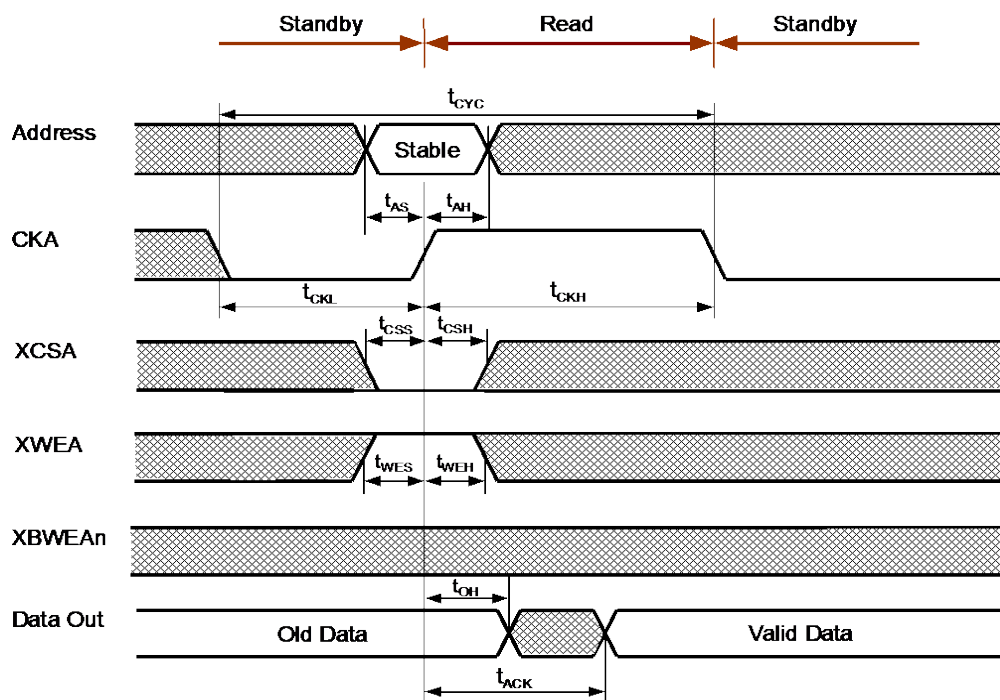 Standby Read Standby
tCYC
Address Stable
tAS tAH
CKA
tCKL tCKH
tCSS tCSH
XCSA
XWEA
tWES tWEH
XBWEAn
tOH
Data Out Old Data Valid Data
tACK